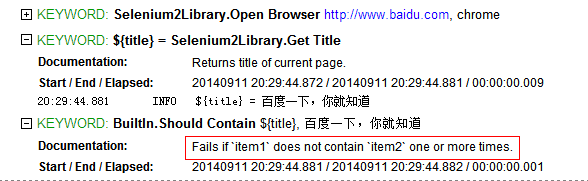 KEYWORD: Selenium2Library.Open Browser http://www.baidu.com, chrome
KEYWORD: ${title} = Selenium2Library.Get Title
Documentation: Returns title of current page.
Start / End / Elapsed: 20140911 20:29:44.872 / 20140911 20:29:44.881 / 00:00:00.009
20:29:44.881 INFO ${title} = 百度一下，你就知道
KEYWORD: BuiltIn.Should Contain ${title}, 百度一下，你就知道
Documentation: Fails if `item1` does not contain `item2` one or more times.
Start / End / Elapsed: 20140911 20:29:44.881 / 20140911 20:29:44.882 / 00:00:00.001